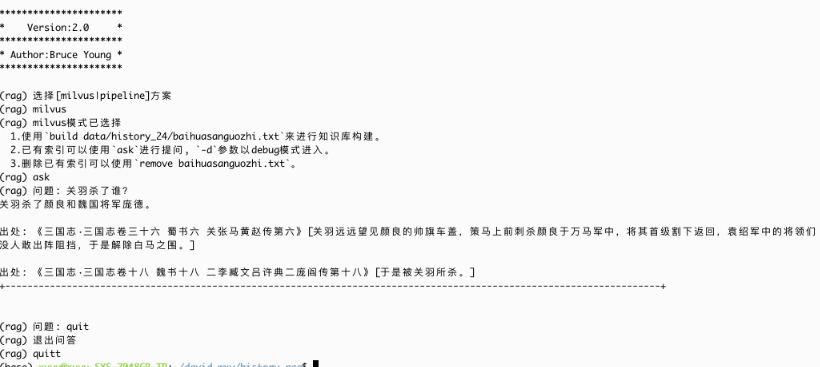 **********************
*    Version:2.0     *
**********************
* Author:Bruce Young *
**********************
(rag) 选择[milvus|pipeline]方案
(rag) milvus
(rag) milvus模式已选择
1.使用`build data/history_24/baihuasanguozhi.txt`来进行知识库构建。
2.已有索引可以使用`ask`进行提问, `-d`参数以debug模式进入。
3.删除已有索引可以使用`remove baihuasanguozhi.txt`。
(rag) ask
(rag) 问题: 关羽杀了谁?
关羽杀了颜良和魏国将军庞德。
出处: 《三国志·三国志卷三十六 蜀书六 关张马黄赵传第六》[关羽远远望见颜良的帅旗车盖, 策马上前刺杀颜良于万马军中, 将其首级割下返回, 袁绍军中的将领们
没人敢出阵阻挡, 于是解除白马之围。]
出处: 《三国志·三国志卷十八 魏书十八 二李臧文吕许典二庞阎传第十八》[于是被关羽所杀。]
(rag) 问题: quit
(rag) 退出问答
(rag) quitt
(base)